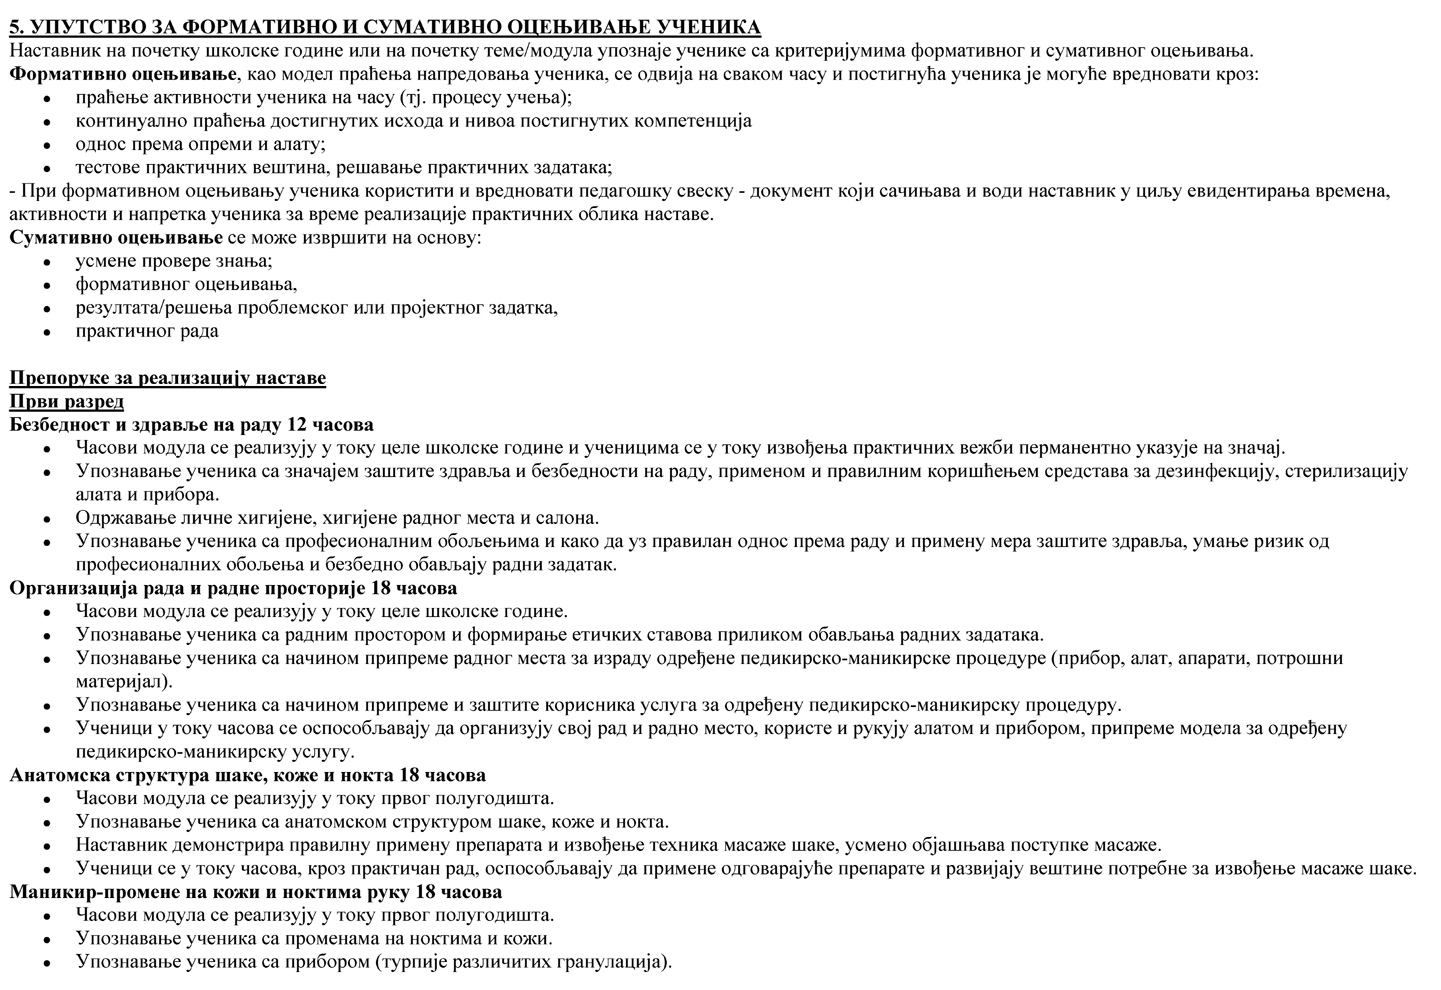 5. УПУТСТВО ЗА ФОРМАТИВНО И СУМАТИВНО ОЦЕЊИВАЊЕ УЧЕНИКА
Наставник на почетку школске године или на почетку теме/модула упознаје ученике са критеријумима формативног и сумативног оцењивања.
Формативно оцењивање, као модел праћења напредовања ученика, се одвија на сваком часу и постигнућа ученика је могуће вредновати кроз:
• праћење активности ученика на часу (тј. процесу учења);
• континуално праћења достигнутих исхода и нивоа постигнутих компетенција
• однос према опреми и алату;
• тестове практичних вештина, решавање практичних задатака;
- При формативном оцењивању ученика користити и вредновати педагошку свеску - документ који сачињава и води наставник у циљу евидентирања времена,
активности и напретка ученика за време реализације практичних облика наставе.
Сумативно оцењивање се може извршити на основу:
• усмене провере знања;
• формативног оцењивања,
• резултата/решења проблемског или пројектног задатка,
• практичног рада
Препоруке за реализацију наставе
Први разред
Безбедност и здравље на раду 12 часова
• Часови модула се реализују у току целе школске године и ученицима се у току извођења практичних вежби перманентно указује на значај.
• Упознавање ученика са значајем заштите здравља и безбедности на раду, применом и правилним коришћењем средстава за дезинфекцију, стерилизацију
алата и прибора.
• Одржавање личне хигијене, хигијене радног места и салона.
• Упознавање ученика са професионалним обољењима и како да уз правилан однос према раду и примену мера заштите здравља, умање ризик од
професионалних обољења и безбедно обављају радни задатак.
Организација рада и радне просторије 18 часова
• Часови модула се реализују у току целе школске године.
• Упознавање ученика са радним простором и формирање етичких ставова приликом обављања радних задатака.
• Упознавање ученика са начином припреме радног места за израду одређене педикирско-маникирске процедуре (прибор, алат, апарати, потрошни
материјал).
• Упознавање ученика са начином припреме и заштите корисника услуга за одређену педикирско-маникирску процедуру.
• Ученици у току часова се оспособљавају да организују свој рад и радно место, користе и рукују алатом и прибором, припреме модела за одређену
педикирско-маникирску услугу.
Анатомска структура шаке, коже и нокта 18 часова
• Часови модула се реализују у току првог полугодишта.
• Упознавање ученика са анатомском структуром шаке, коже и нокта.
• Наставник демонстрира правилну примену препарата и извођење техника масаже шаке, усмено објашњава поступке масаже.
• Ученици се у току часова, кроз практичан рад, оспособљавају да примене одговарајуће препарате и развијају вештине потребне за извођење масаже шаке.
Маникир-промене на кожи и ноктима руку 18 часова
• Часови модула се реализују у току првог полугодишта.
• Упознавање ученика са променама на ноктима и кожи.
• Упознавање ученика са прибором (турпије различитих гранулација).